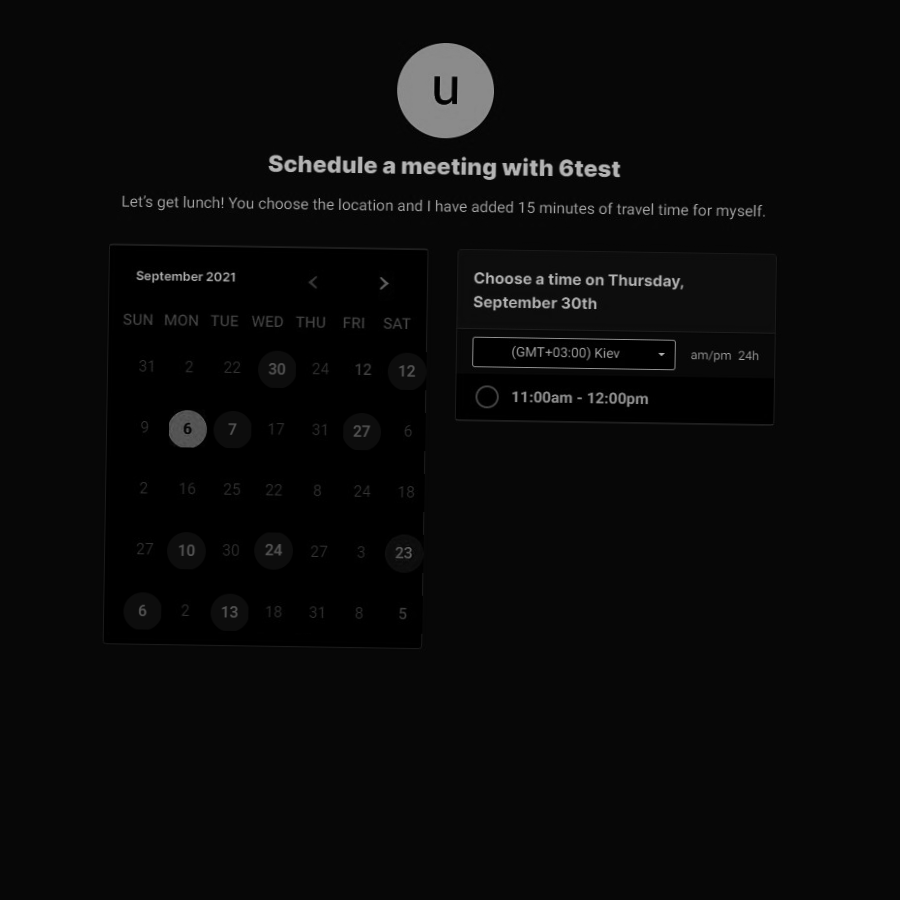 u
Schedule a meeting with 6test
Let's get lunch! You choose the location and I have added 15 minutes of travel time for myself.
September 2021
SUN MON TUE WED THU FRI SAT
31 2 22 30 24 12 12
9 6 7 17 31 27 6
2 16 25 22 8 24 18
27 10 30 24 27 3 23
6 2 13 18 31 8 5
Choose a time on Thursday,
September 30th
(GMT+03:00) Kiev am/pm 24h
11:00am - 12:00pm